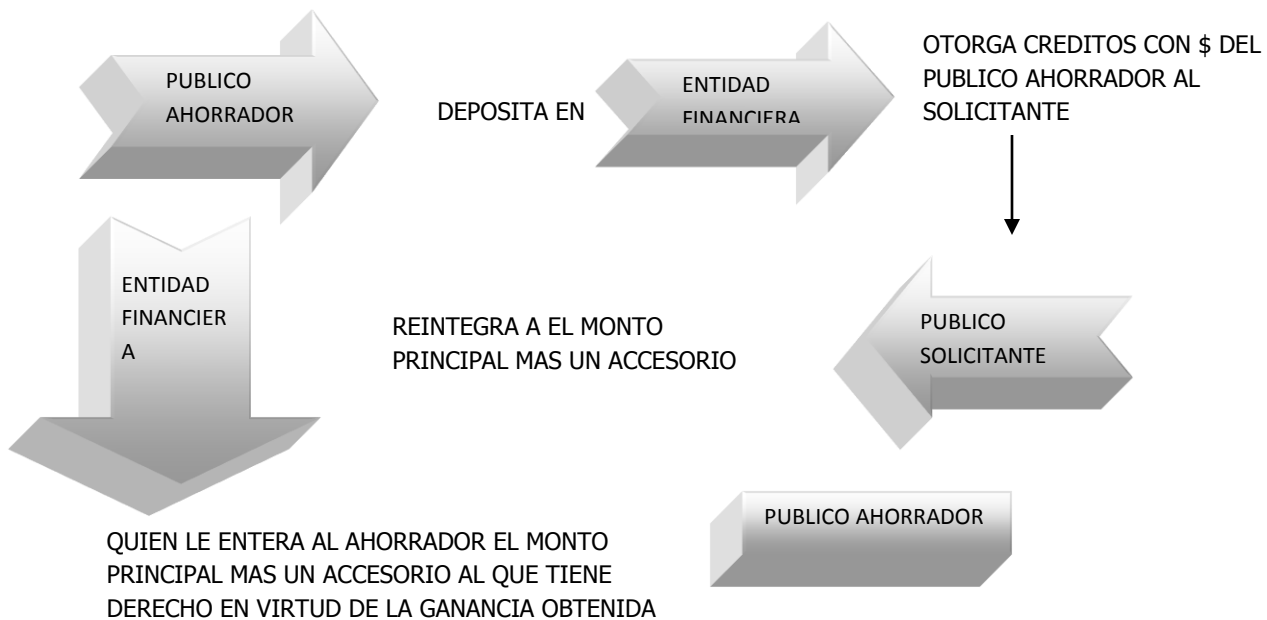 PUBLICO
AHORRADOR
DEPOSITA EN
ENTIDAD
FINANCIERA
OTORGA CREDITOS CON $ DEL
PUBLICO AHORRADOR AL
SOLICITANTE
PUBLICO
SOLICITANTE
REINTEGRA A EL MONTO
PRINCIPAL MAS UN ACCESORIO
ENTIDAD
FINANCIER
A
QUIEN LE ENTERA AL AHORRADOR EL MONTO
PRINCIPAL MAS UN ACCESORIO AL QUE TIENE
DERECHO EN VIRTUD DE LA GANANCIA OBTENIDA
PUBLICO AHORRADOR